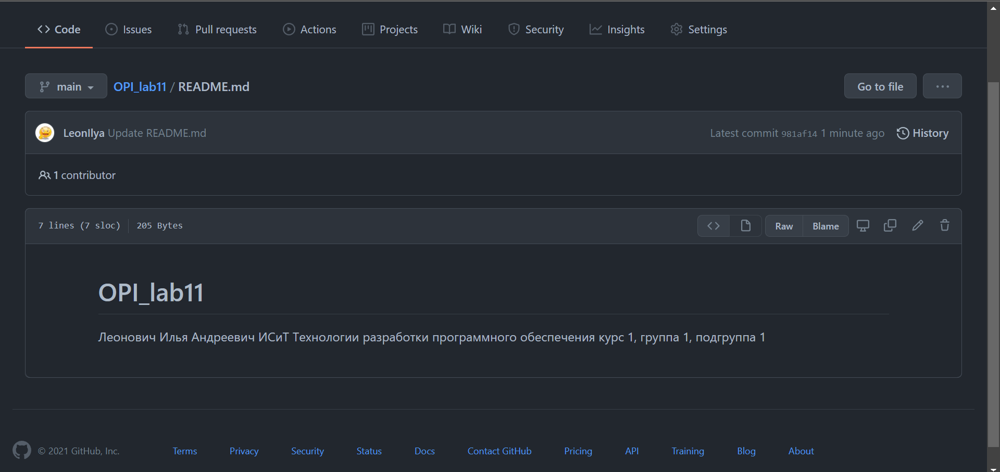 Code Issues Pull requests Actions Projects Wiki Security Insights Settings
main OPI_lab11 / README.md Go to file ...
LeonIlya Update README.md Latest commit 981af14 1 minute ago History
1 contributor
7 lines (7 sloc) 205 Bytes Raw Blame
OPI_lab11
Леонович Илья Андреевич ИСиТ Технологии разработки программного обеспечения курс 1, группа 1, подгруппа 1
© 2021 GitHub, Inc. Terms Privacy Security Status Docs Contact GitHub Pricing API Training Blog About